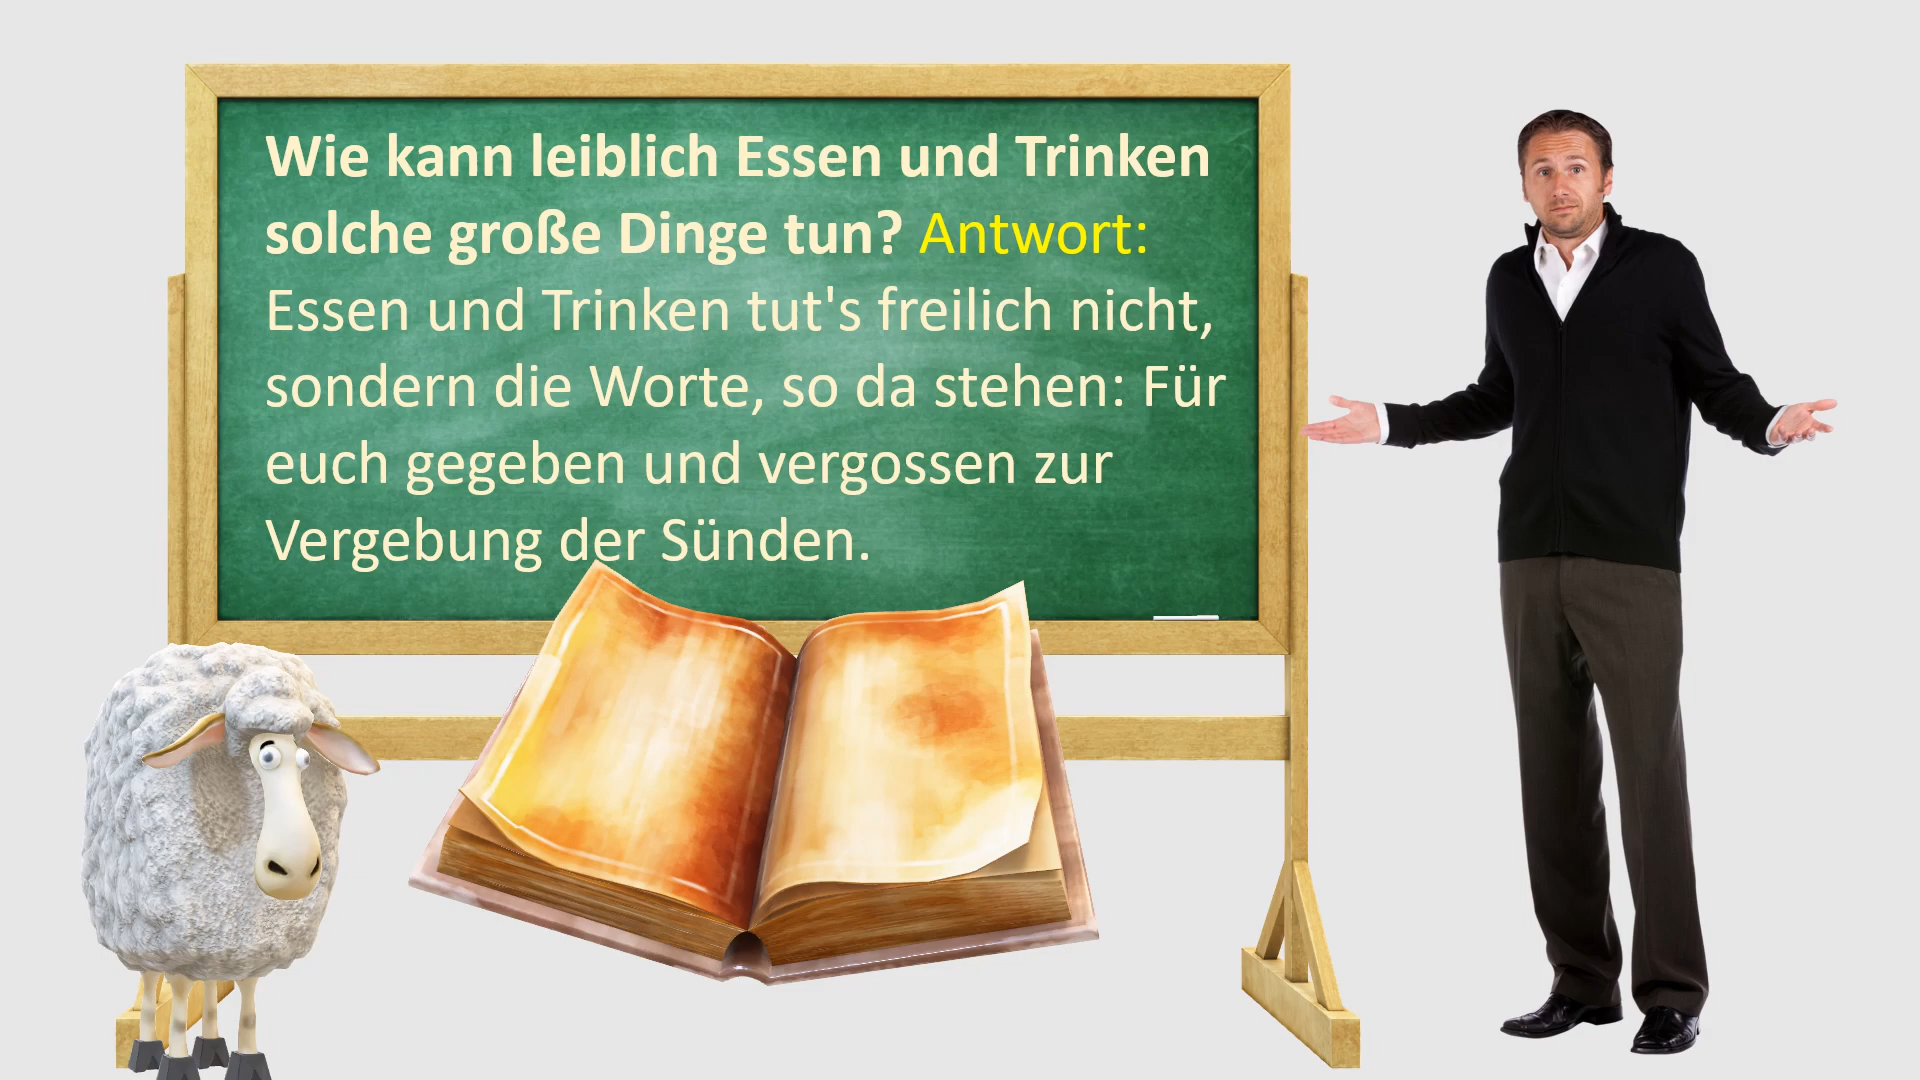 Wie kann leiblich Essen und Trinken
solche große Dinge tun? Antwort:
Essen und Trinken tut's freilich nicht,
sondern die Worte, so da stehen: Für
euch gegeben und vergossen zur
Vergebung der Sünden.